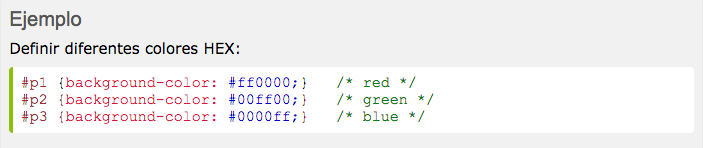 Ejemplo
Definir diferentes colores HEX:
#p1 {background-color: #ff0000;}   /* red */
#p2 {background-color: #00ff00;}   /* green */
#p3 {background-color: #0000ff;}   /* blue */